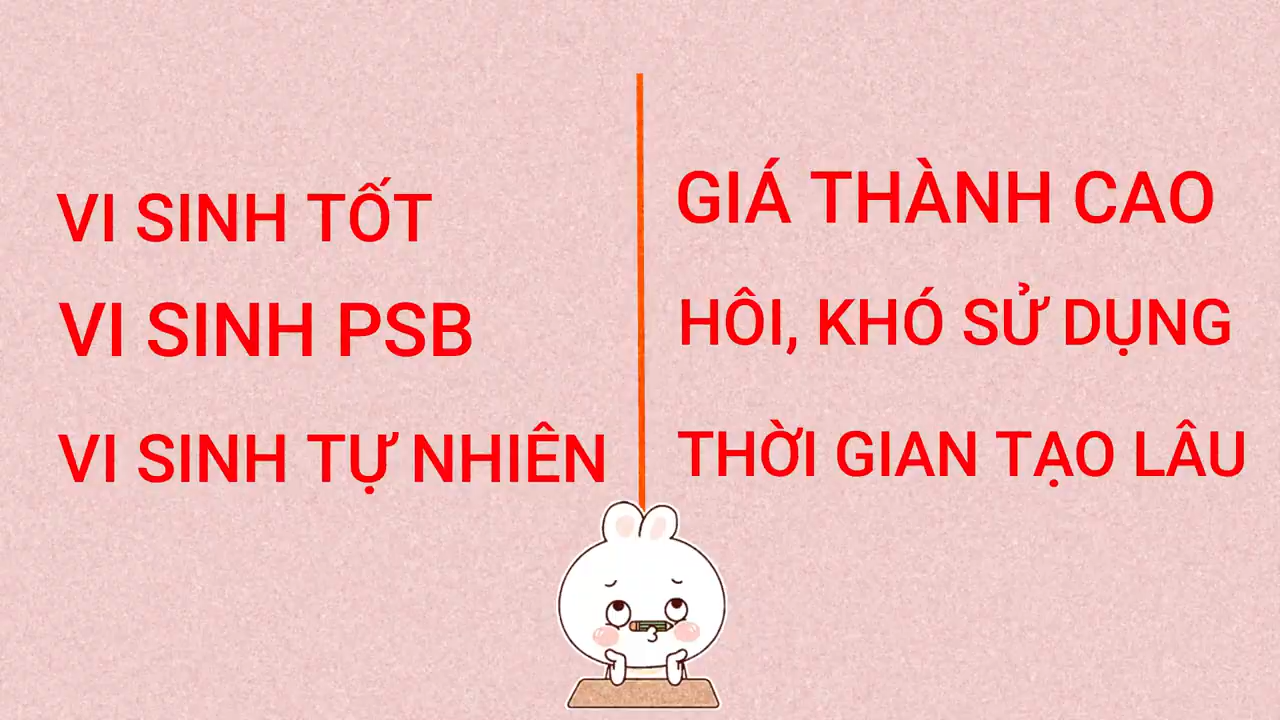 VI SINH TỐT
VI SINH PSB
VI SINH TỰ NHIÊN
GIÁ THÀNH CAO
HÔI, KHÓ SỬ DỤNG
THỜI GIAN TẠO LÂU